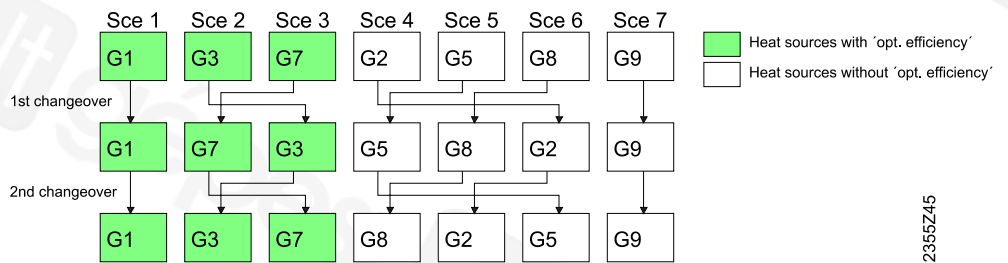 Sce 1 Sce 2 Sce 3 Sce 4 Sce 5 Sce 6 Sce 7
G1 G3 G7 G2 G5 G8 G9
Heat sources with ´opt. efficiency´
Heat sources without ´opt. efficiency´
1st changeover
G1 G7 G3 G5 G8 G2 G9
2nd changeover
G1 G3 G7 G8 G2 G5 G9
2355Z45